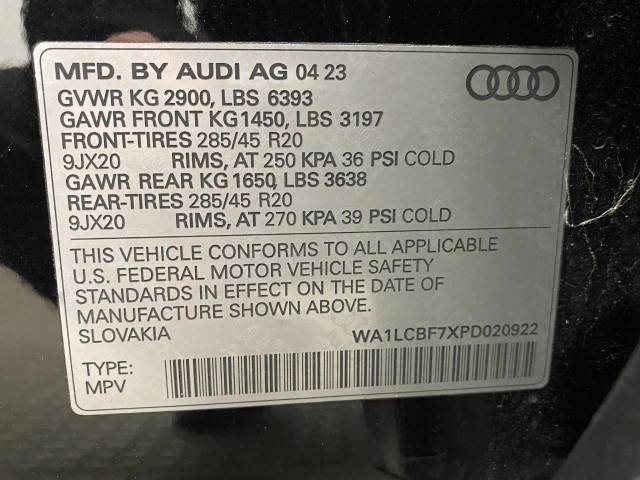 MFD. BY AUDI AG 04 23
GVWR KG 2900, LBS 6393
GAWR FRONT KG 1450, LBS 3197
FRONT-TIRES 285/45 R20
9JX20 RIMS, AT 250 KPA 36 PSI COLD
GAWR REAR KG 1650, LBS 3638
REAR-TIRES 285/45 R20
9JX20 RIMS, AT 270 KPA 39 PSI COLD
THIS VEHICLE CONFORMS TO ALL APPLICABLE
U.S. FEDERAL MOTOR VEHICLE SAFETY
STANDARDS IN EFFECT ON THE DATE OF
MANUFACTURE SHOWN ABOVE.
SLOVAKIA WA1LCBF7XPD020922
TYPE:
MPV